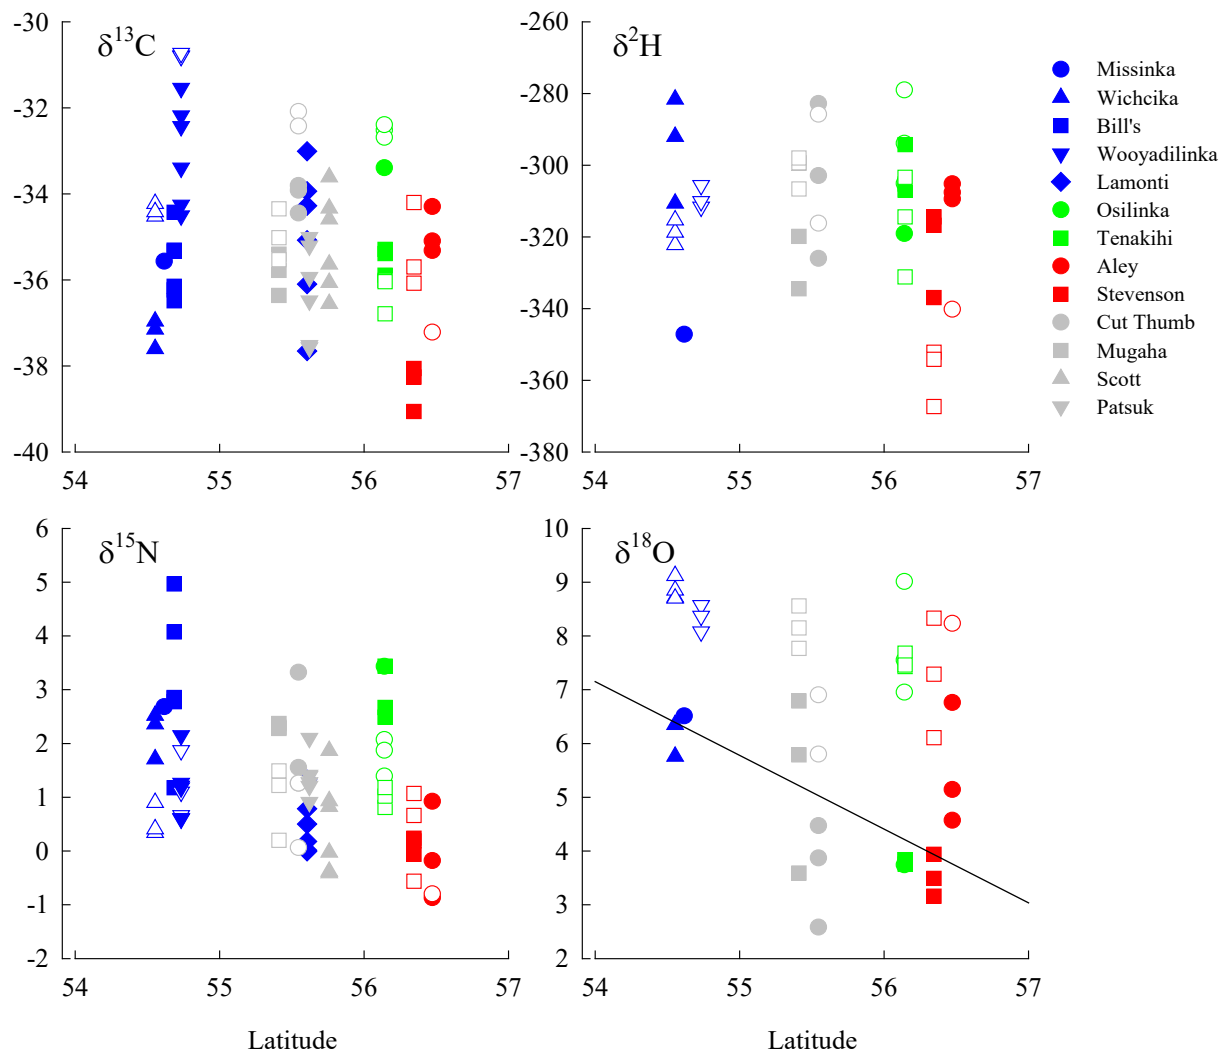 δ¹³C
-30
-32
-34
-36
-38
-40
54
55
56
57
δ²H
-260
-280
-300
-320
-340
-360
-380
54
55
56
57
Missinka
Wichcika
Bill's
Wooyadilinka
Lamonti
Osilinka
Tenakihi
Aley
Stevenson
Cut Thumb
Mugaha
Scott
Patsuk
δ¹⁵N
6
5
4
3
2
1
0
-1
-2
54
55
56
57
Latitude
δ¹⁸O
10
9
8
7
6
5
4
3
2
54
55
56
57
Latitude